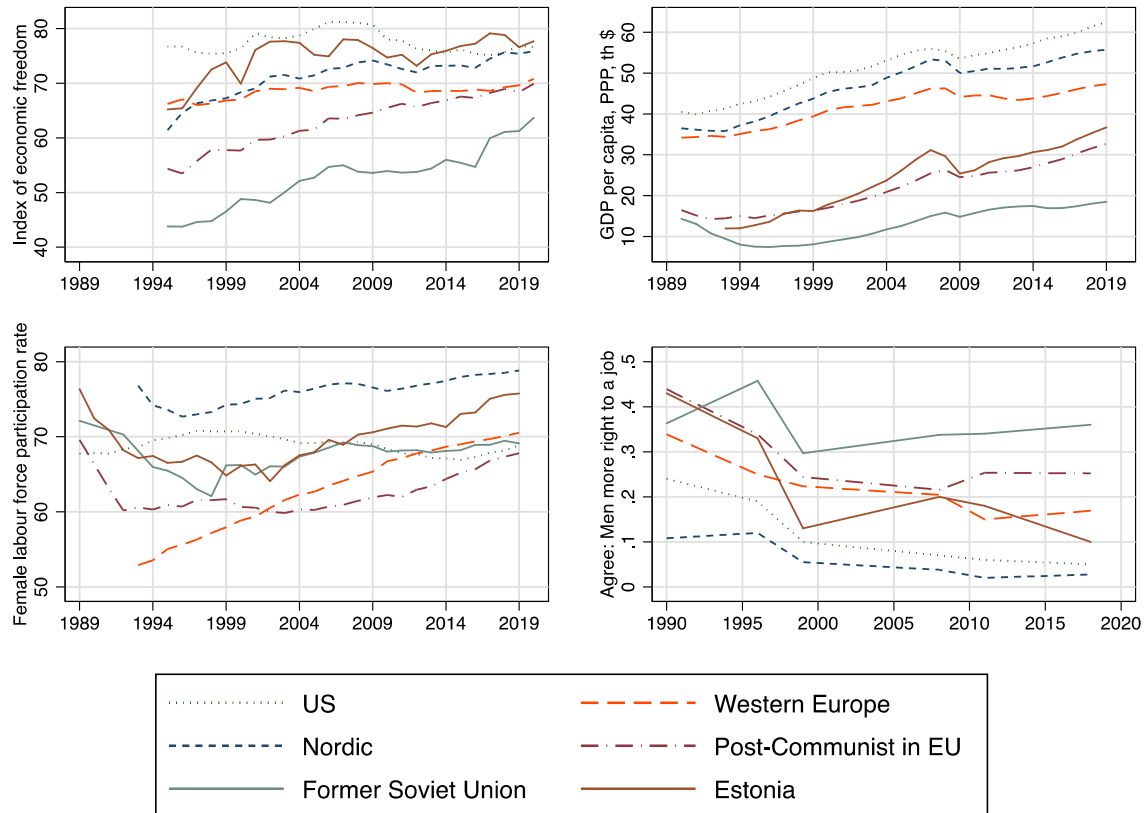 Index of economic freedom
80
70
60
50
40
1989 1994 1999 2004 2009 2014 2019
GDP per capita, PPP, th $
60
50
40
30
20
10
1989 1994 1999 2004 2009 2014 2019
Female labour force participation rate
80
70
60
50
1989 1994 1999 2004 2009 2014 2019
Agree: Men more right to a job
.5
.4
.3
.2
.1
0
1990 1995 2000 2005 2010 2015 2020
US
Western Europe
Nordic
Post-Communist in EU
Former Soviet Union
Estonia